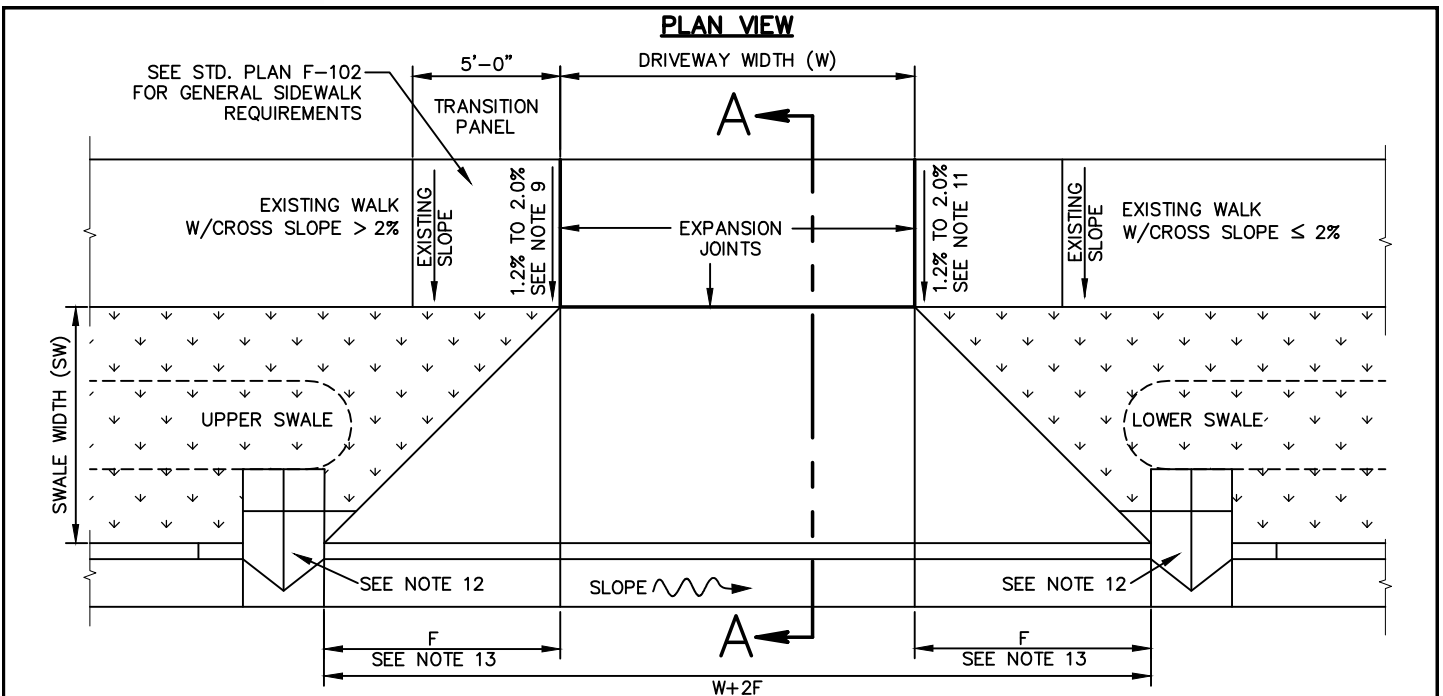 PLAN VIEW
SEE STD. PLAN F-102
FOR GENERAL SIDEWALK
REQUIREMENTS
5'-0"
DRIVEWAY WIDTH (W)
TRANSITION
PANEL
A
EXISTING WALK
W/CROSS SLOPE > 2%
EXISTING
SLOPE
1.2% TO 2.0%
SEE NOTE 9
EXPANSION
JOINTS
1.2% TO 2.0%
SEE NOTE 11
EXISTING
SLOPE
EXISTING WALK
W/CROSS SLOPE ≤ 2%
SWALE WIDTH (SW)
UPPER SWALE
LOWER SWALE
SEE NOTE 12
SLOPE
SEE NOTE 12
A
F
SEE NOTE 13
F
SEE NOTE 13
W+2F